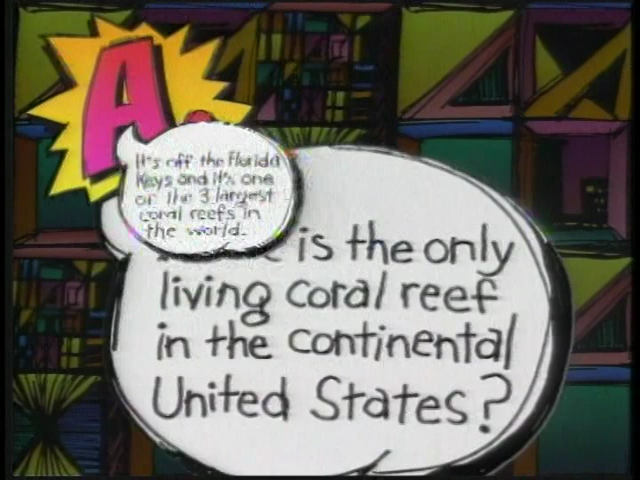 A.
It's off the Florida
Keys and it's one
of the 3 largest
coral reefs in
the world.
is the only
living coral reef
in the continental
United States?